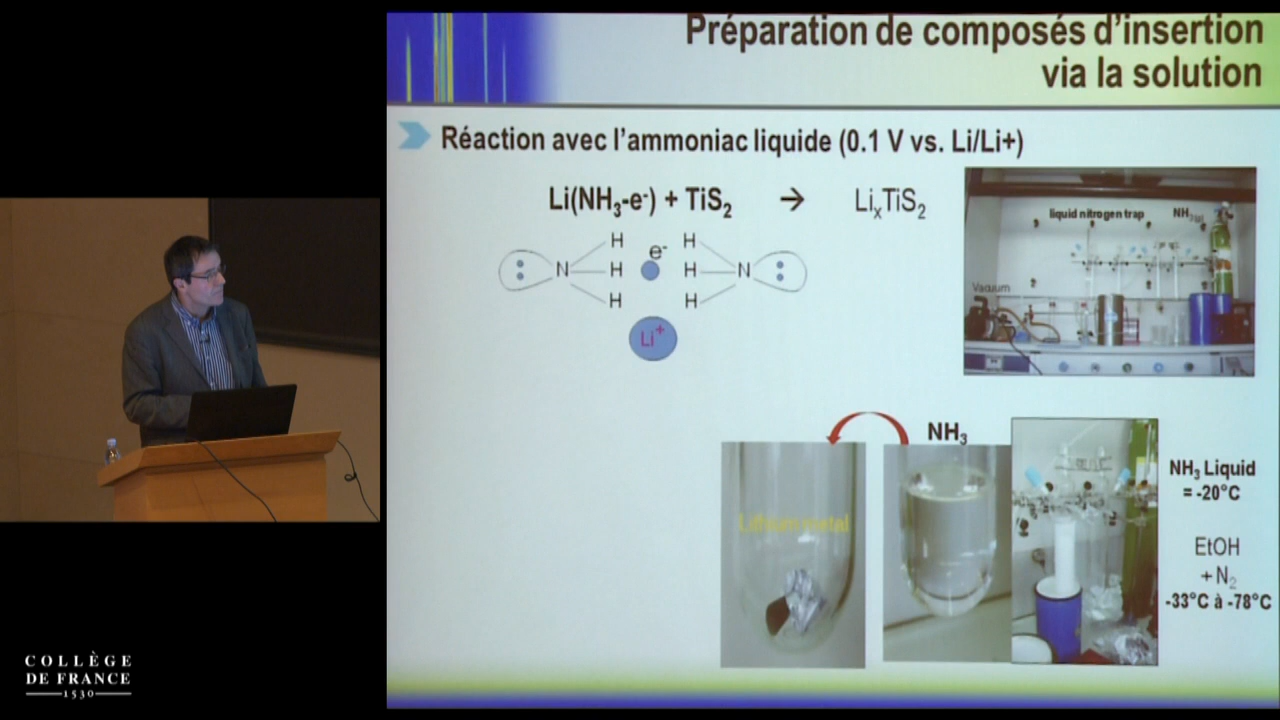 Préparation de composés d'insertion
via la solution
Réaction avec l'ammoniac liquide (0.1 V vs. Li/Li+)
Li(NH₃-e⁻) + TiS₂ → LiₓTiS₂
H e⁻ H
N H H N
H H
Li⁺
liquid nitrogen trap NH₃
Vacuum
NH₃
Lithium metal
NH₃ Liquid
= -20°C
EtOH
+ N₂
-33°C à -78°C
COLLÈGE
DE FRANCE
1530